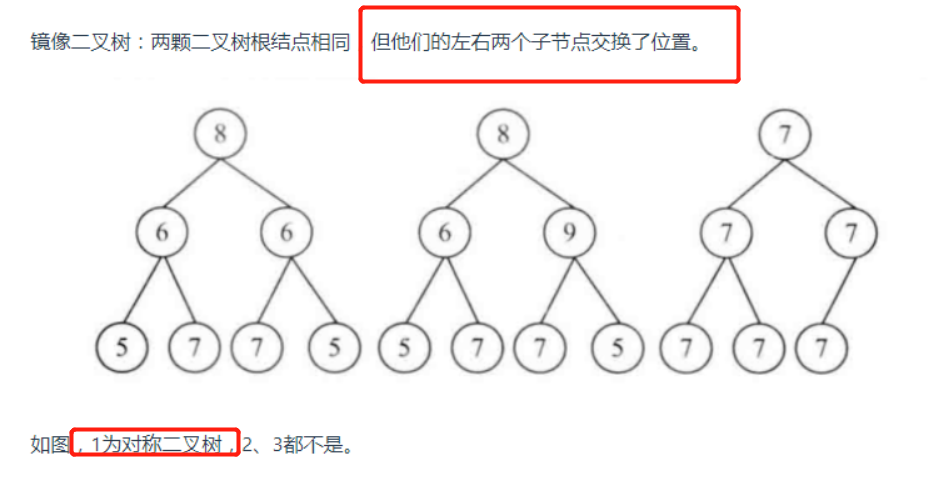 镜像二叉树：两颗二叉树根结点相同 但他们的左右两个子节点交换了位置。
8 8 7
6 6 6 9 7 7
5 7 7 5 5 7 7 5 7 7 7
如图，1为对称二叉树，2、3都不是。